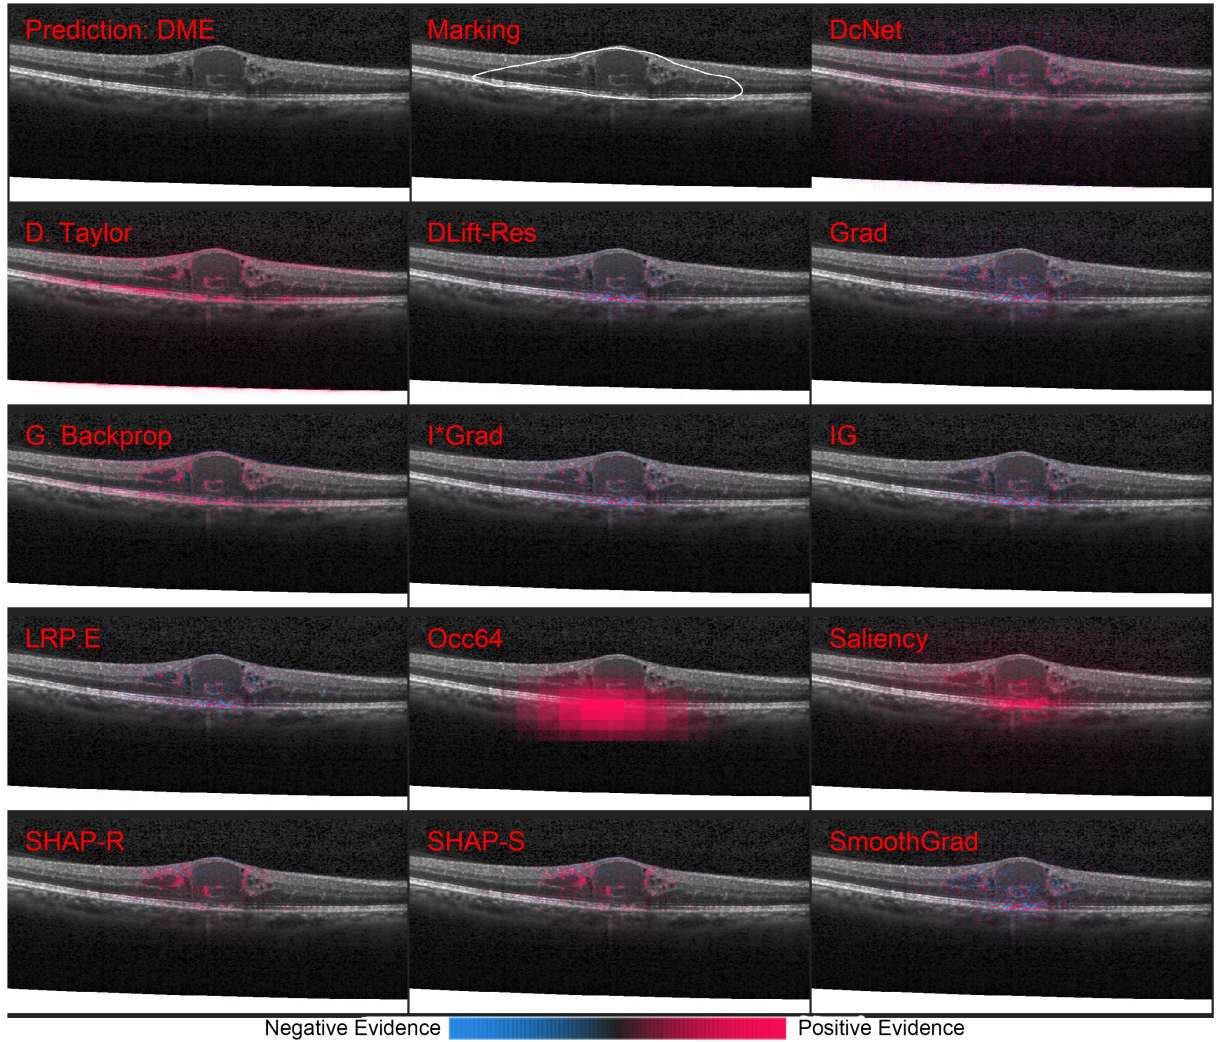 Prediction: DME
Marking
DcNet
D. Taylor
DLift-Res
Grad
G. Backprop
I*Grad
IG
LRP.E
Occ64
Saliency
SHAP-R
SHAP-S
SmoothGrad
Negative Evidence
Positive Evidence